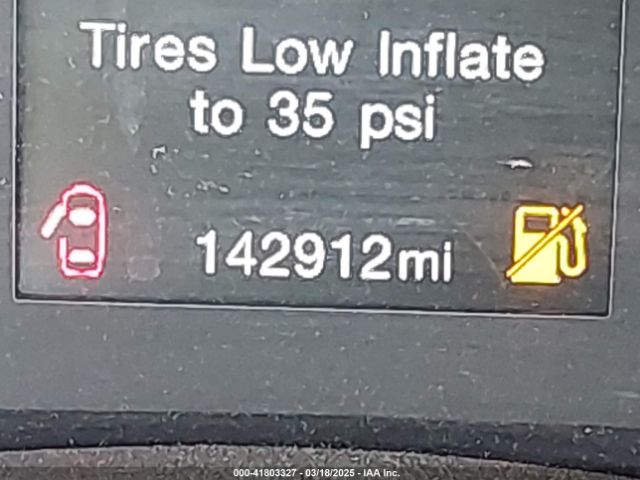 Tires Low Inflate
to 35 psi
142912mi
000-41803327 - 03/18/2025 - IAA Inc.